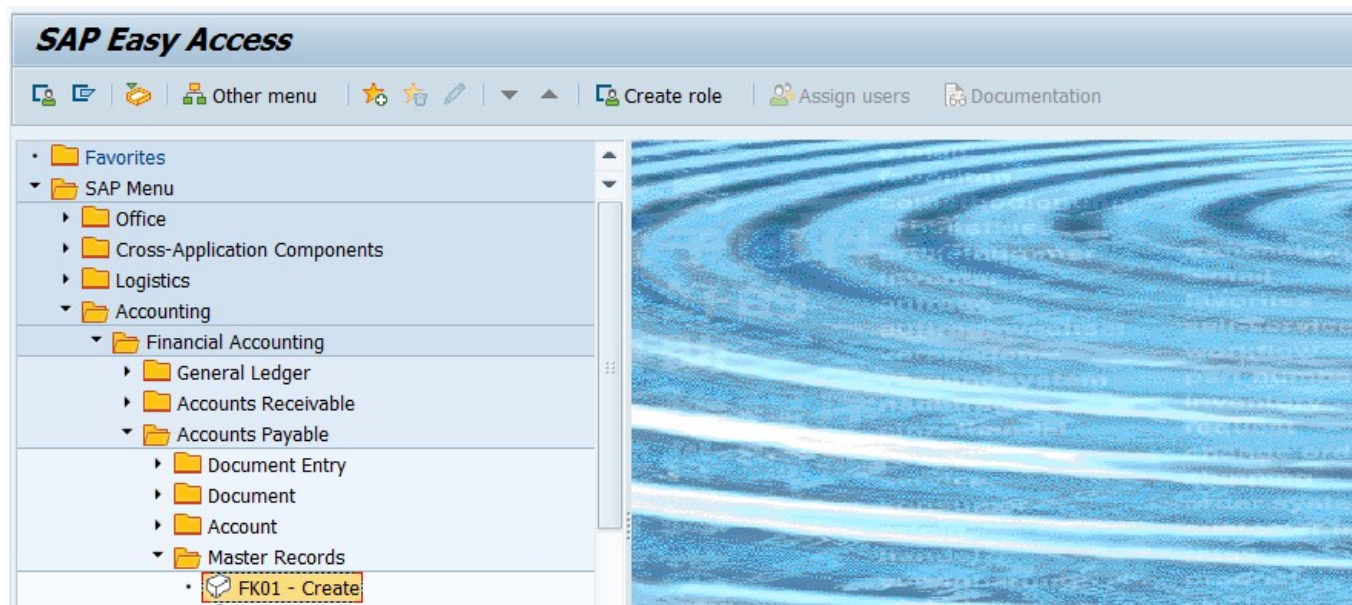 SAP Easy Access
Other menu Create role Assign users Documentation
Favorites
SAP Menu
Office
Cross-Application Components
Logistics
Accounting
Financial Accounting
General Ledger
Accounts Receivable
Accounts Payable
Document Entry
Document
Account
Master Records
FK01 - Create